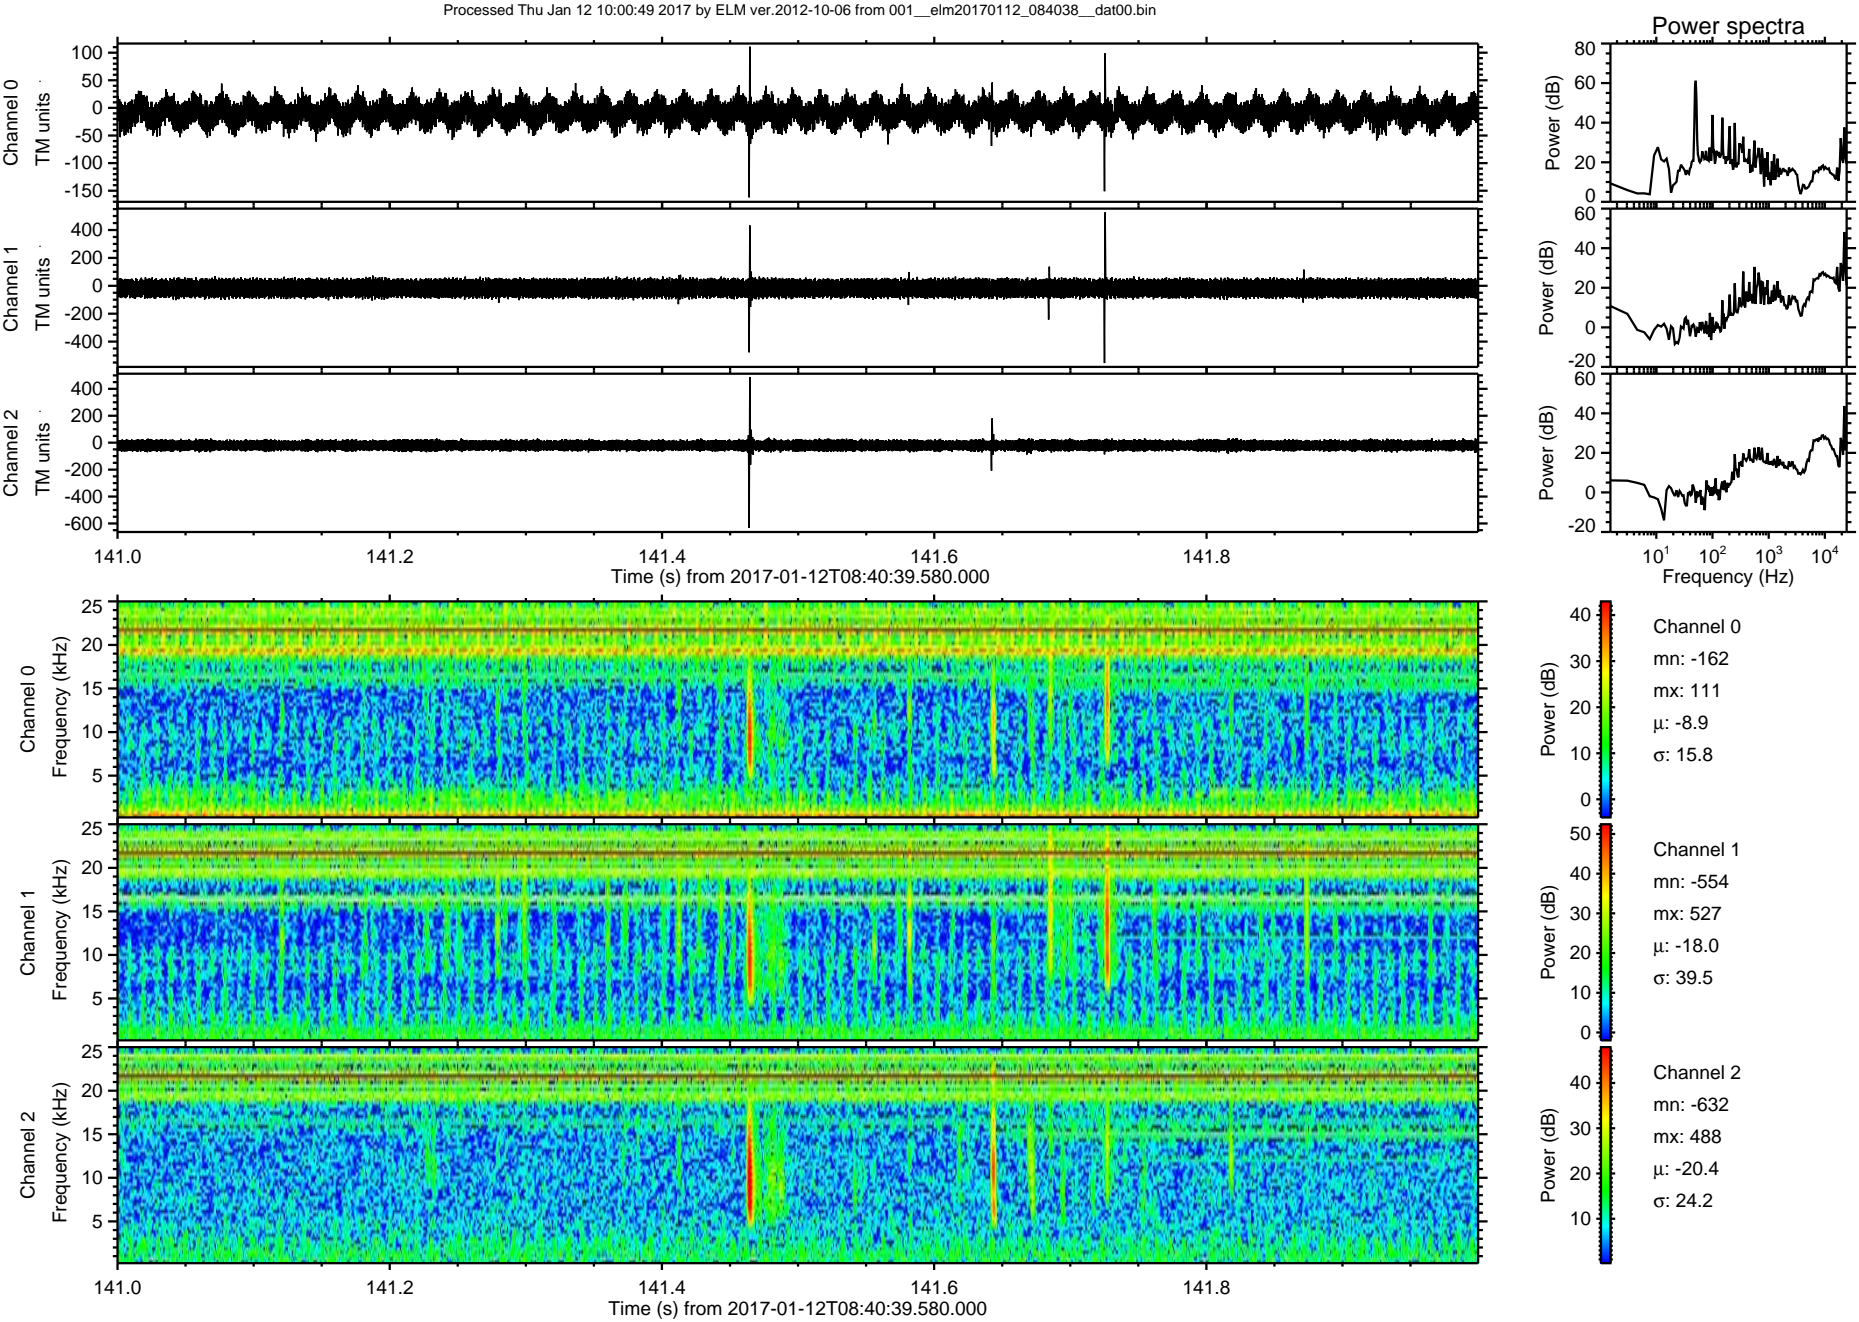 Processed Thu Jan 12 10:00:49 2017 by ELM ver.2012-10-06 from 001__elm20170112_084038__dat00.bin
Power spectra
Channel 0
TM units
100
50
0
-50
-100
-150
Power (dB)
80
60
40
20
0
Channel 1
TM units
400
200
0
-200
-400
Power (dB)
60
40
20
0
-20
Channel 2
TM units
400
200
0
-200
-400
-600
Power (dB)
60
40
20
0
-20
141.0 141.2 141.4 141.6 141.8
Time (s) from 2017-01-12T08:40:39.580.000
10¹ 10² 10³ 10⁴
Frequency (Hz)
Channel 0
Frequency (kHz)
25
20
15
10
5
Power (dB)
40
30
20
10
0
Channel 0
mn: -162
mx: 111
μ: -8.9
σ: 15.8
Channel 1
Frequency (kHz)
25
20
15
10
5
Power (dB)
50
40
30
20
10
0
Channel 1
mn: -554
mx: 527
μ: -18.0
σ: 39.5
Channel 2
Frequency (kHz)
25
20
15
10
5
Power (dB)
40
30
20
10
Channel 2
mn: -632
mx: 488
μ: -20.4
σ: 24.2
141.0 141.2 141.4 141.6 141.8
Time (s) from 2017-01-12T08:40:39.580.000